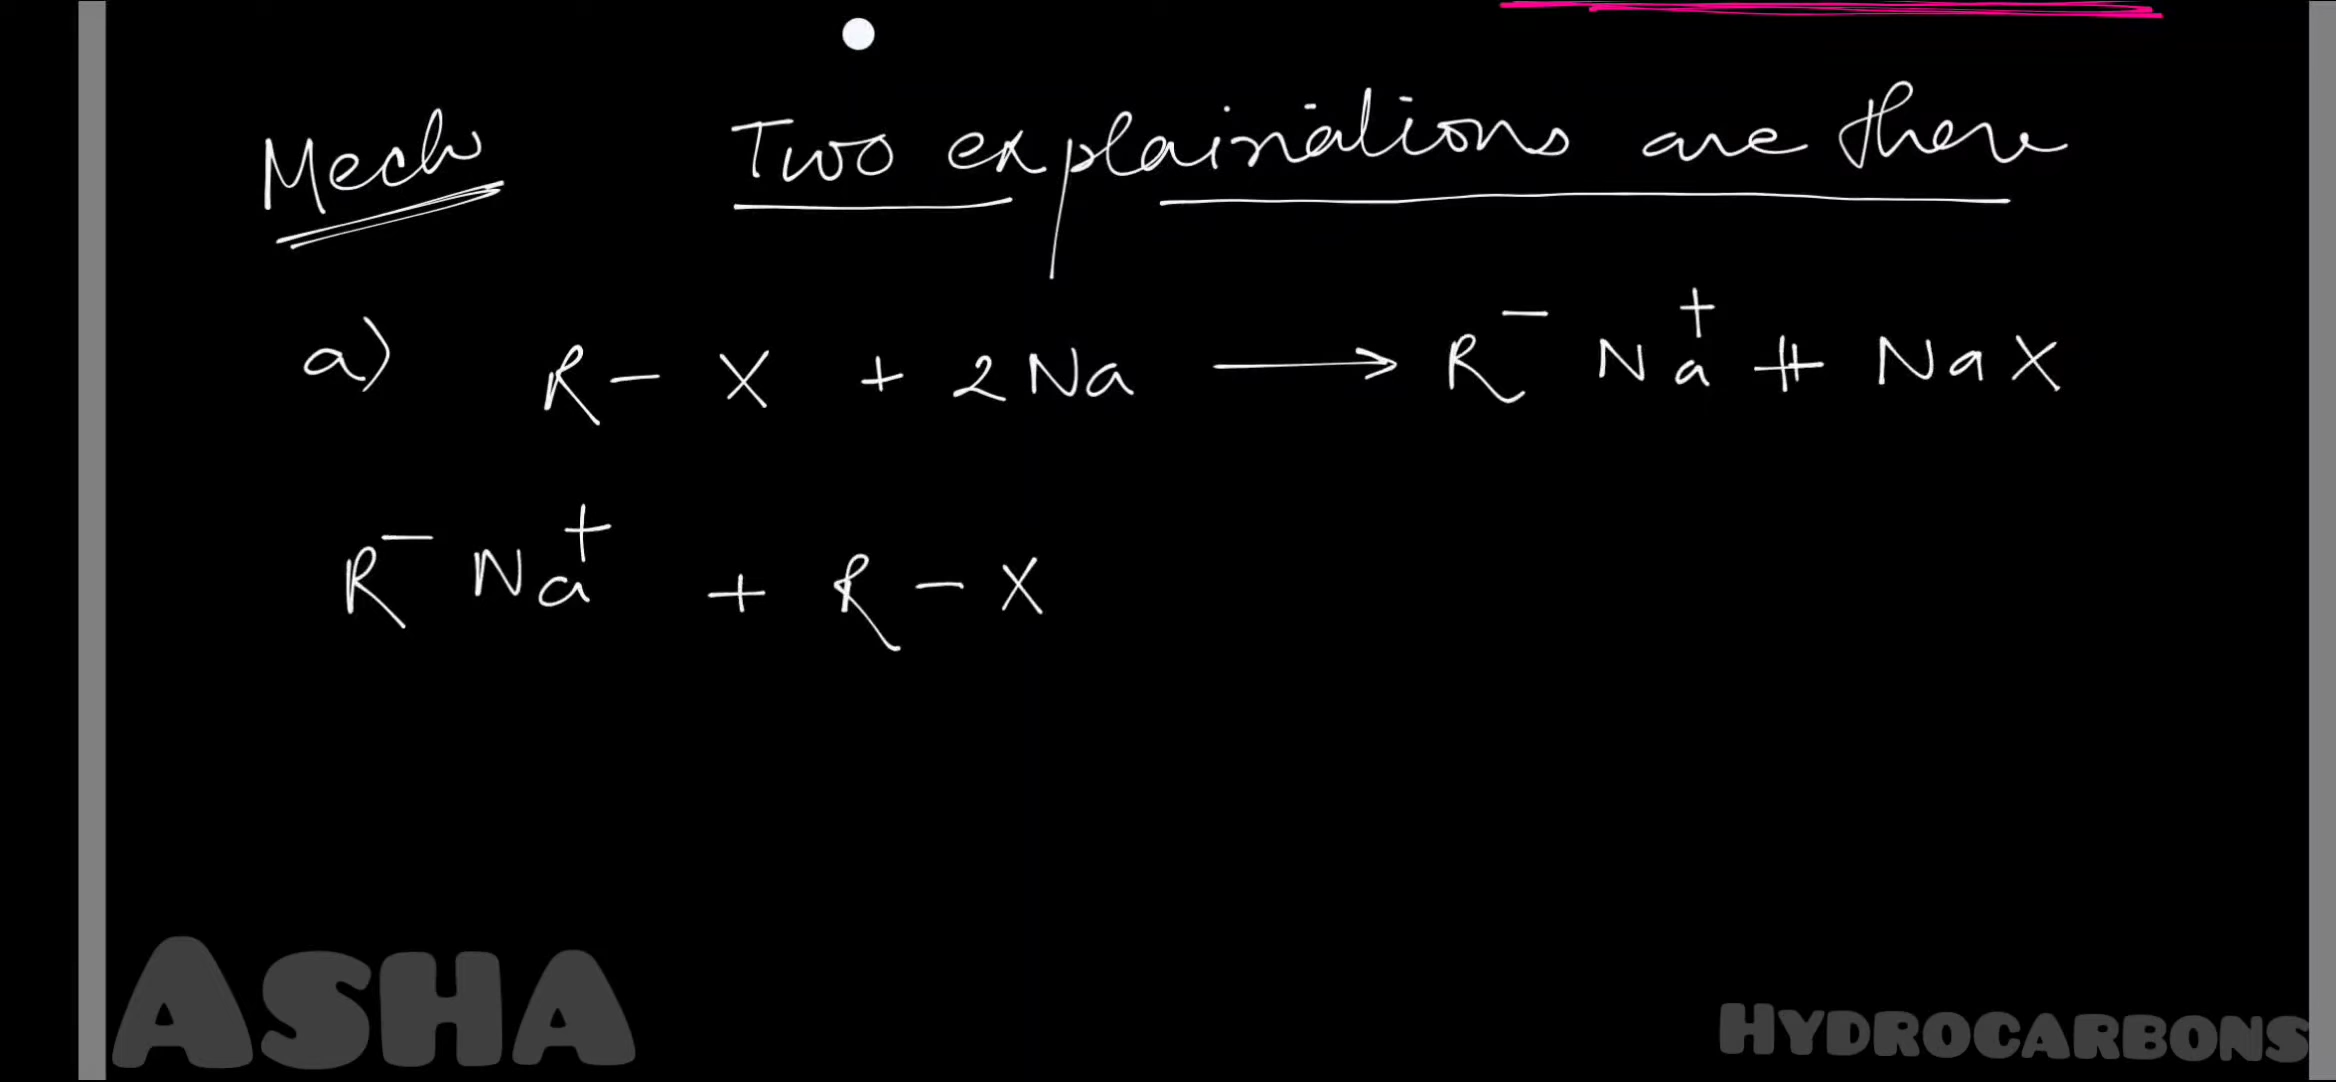 Mech Two explainations are there
a) R - X + 2Na ⟶ R⁻ Na⁺ + NaX
R⁻ Na⁺ + R - X
ASHA
HYDROCARBONS